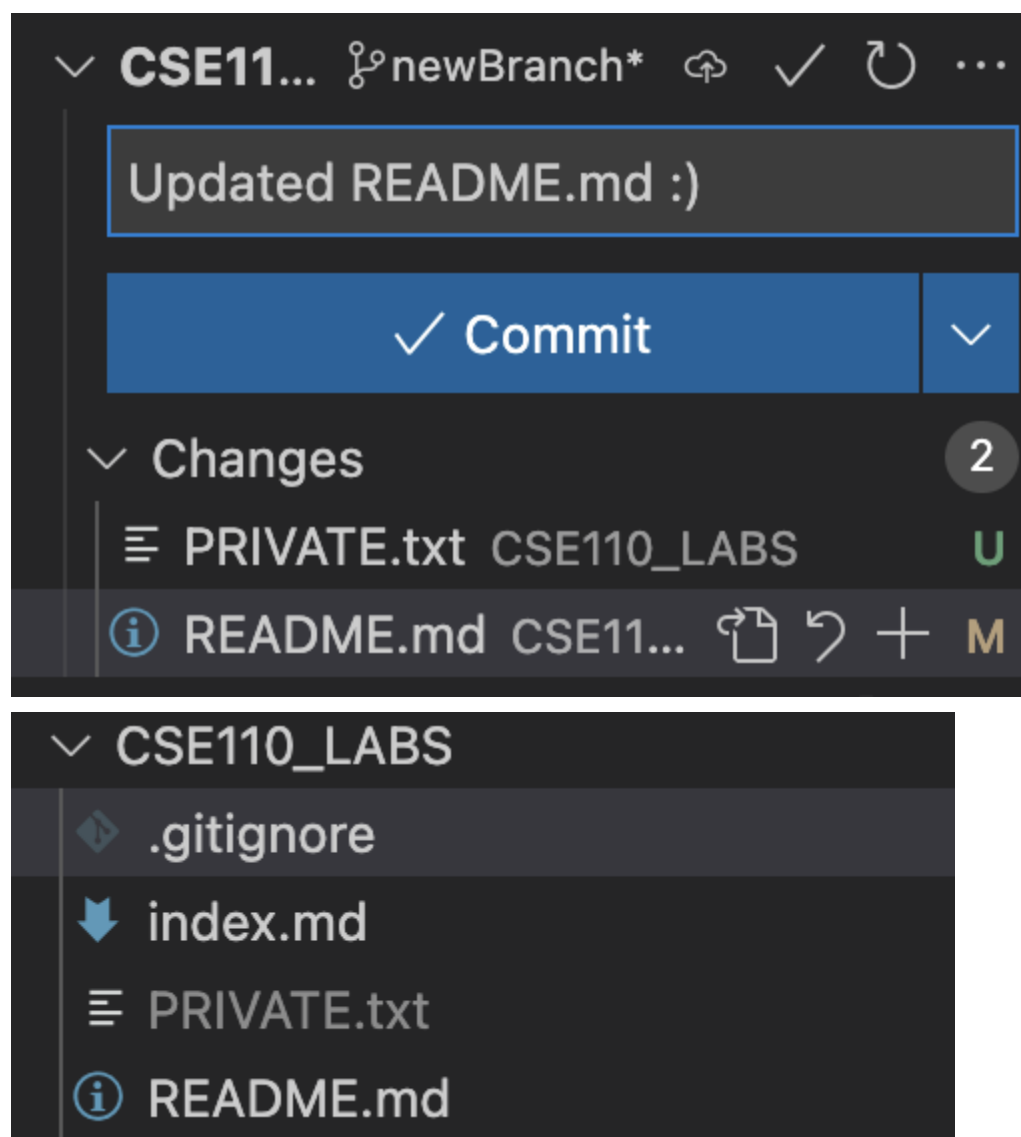 CSE11... newBranch*
Updated README.md :)
Commit
Changes 2
PRIVATE.txt CSE110_LABS U
README.md CSE11... M
CSE110_LABS
.gitignore
index.md
PRIVATE.txt
README.md